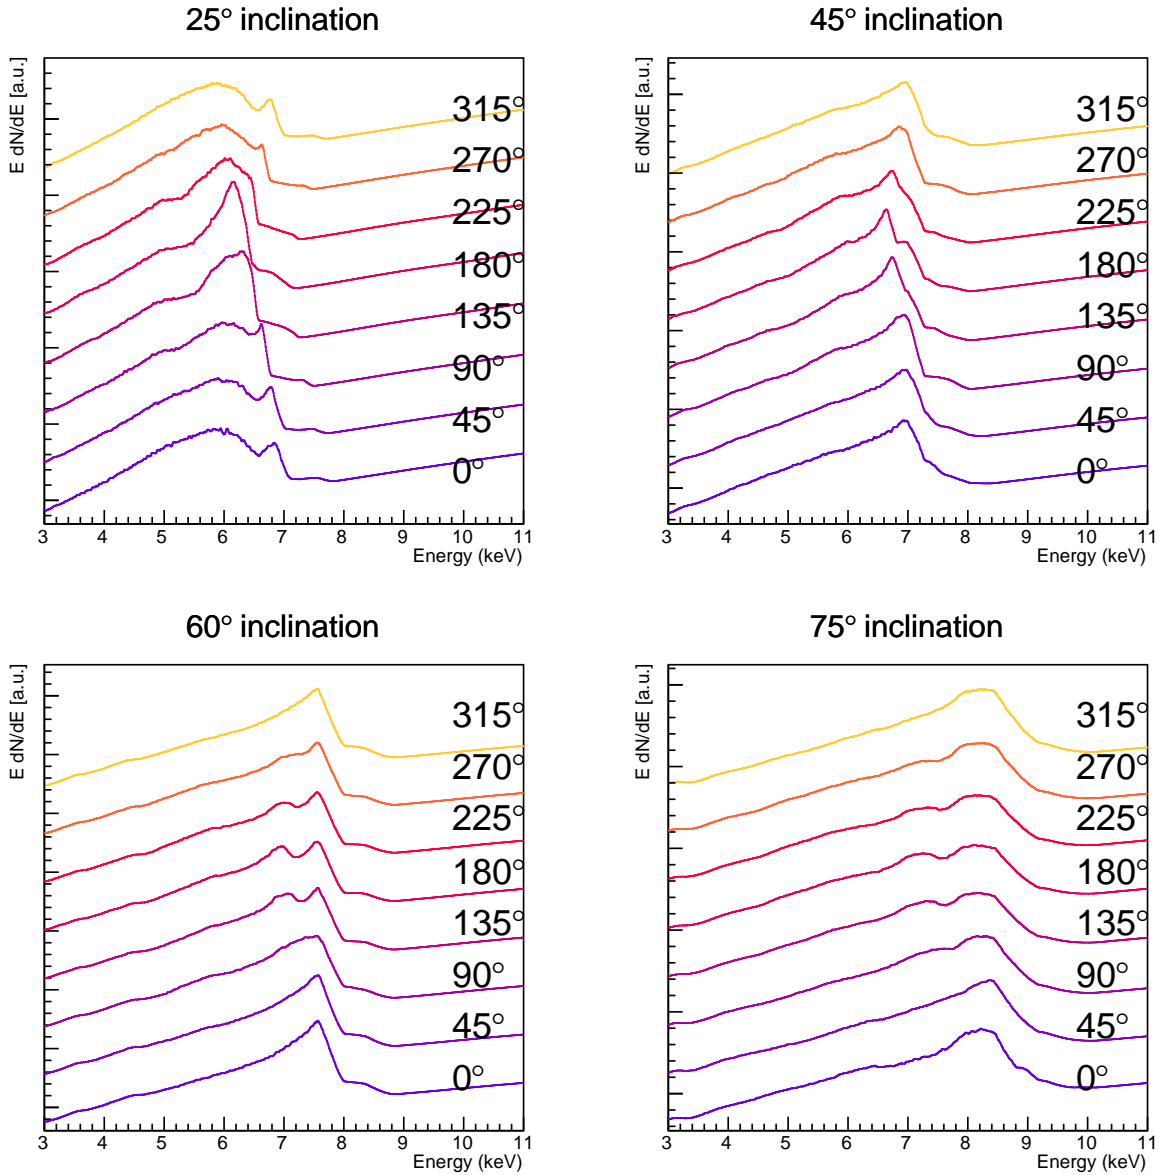 25° inclination
E dN/dE [a.u.]
315°
270°
225°
180°
135°
90°
45°
0°
3 4 5 6 7 8 9 10 11
Energy (keV)
45° inclination
E dN/dE [a.u.]
315°
270°
225°
180°
135°
90°
45°
0°
3 4 5 6 7 8 9 10 11
Energy (keV)
60° inclination
E dN/dE [a.u.]
315°
270°
225°
180°
135°
90°
45°
0°
3 4 5 6 7 8 9 10 11
Energy (keV)
75° inclination
E dN/dE [a.u.]
315°
270°
225°
180°
135°
90°
45°
0°
3 4 5 6 7 8 9 10 11
Energy (keV)